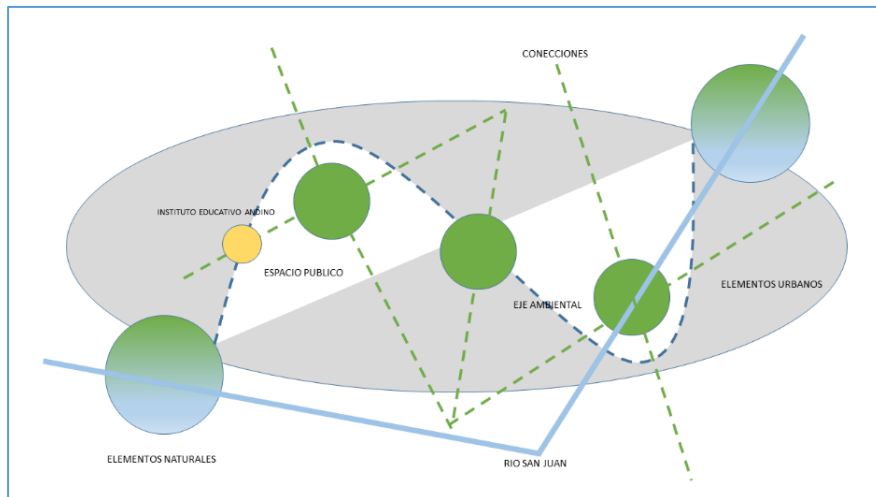 CONECCIONES
INSTITUTO EDUCATIVO ANDINO
ESPACIO PUBLICO
ELEMENTOS URBANOS
EJE AMBIENTAL
ELEMENTOS NATURALES
RIO SAN JUAN